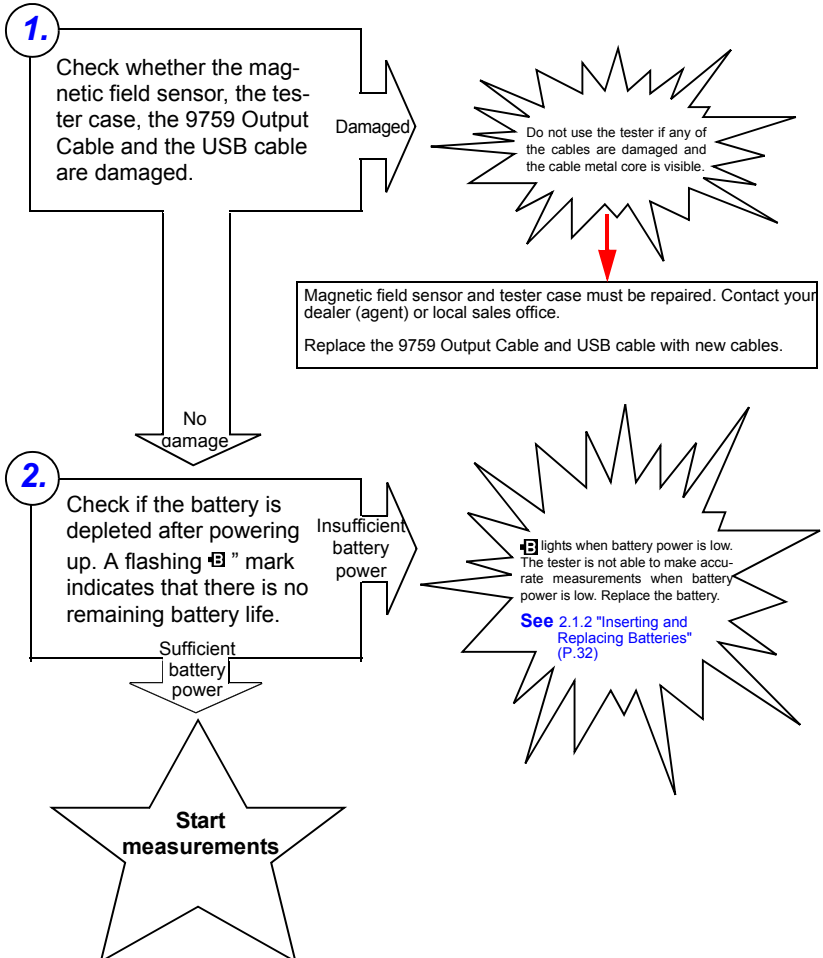 1.
Check whether the mag-
netic field sensor, the tes-
ter case, the 9759 Output
Cable and the USB cable
are damaged.
Damaged
Do not use the tester if any of
the cables are damaged and
the cable metal core is visible.
Magnetic field sensor and tester case must be repaired. Contact your
dealer (agent) or local sales office.
Replace the 9759 Output Cable and USB cable with new cables.
No
damage
2.
Check if the battery is
depleted after powering
up. A flashing B ” mark
indicates that there is no
remaining battery life.
Insufficient
battery
power
B lights when battery power is low.
The tester is not able to make accu-
rate measurements when battery
power is low. Replace the battery.
See 2.1.2 "Inserting and
Replacing Batteries"
(P.32)
Sufficient
battery
power
Start
measurements